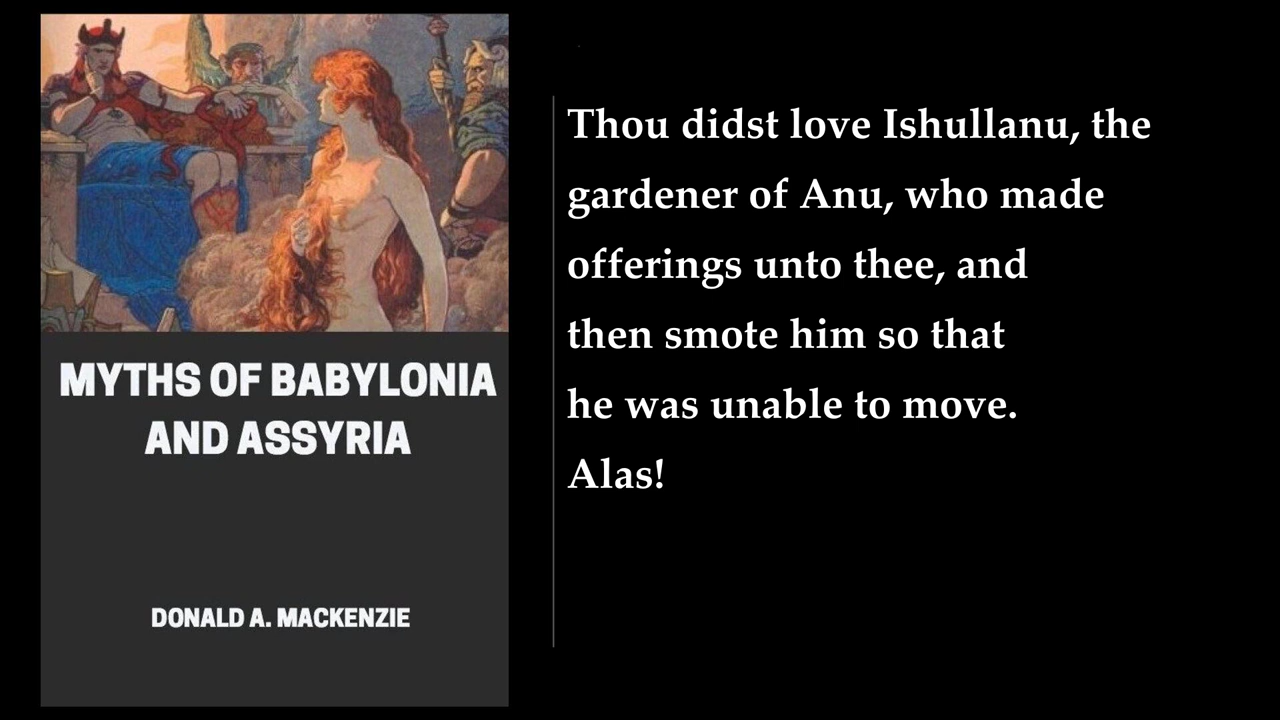 MYTHS OF BABYLONIA
AND ASSYRIA
DONALD A. MACKENZIE
Thou didst love Ishullanu, the
gardener of Anu, who made
offerings unto thee, and
then smote him so that
he was unable to move.
Alas!